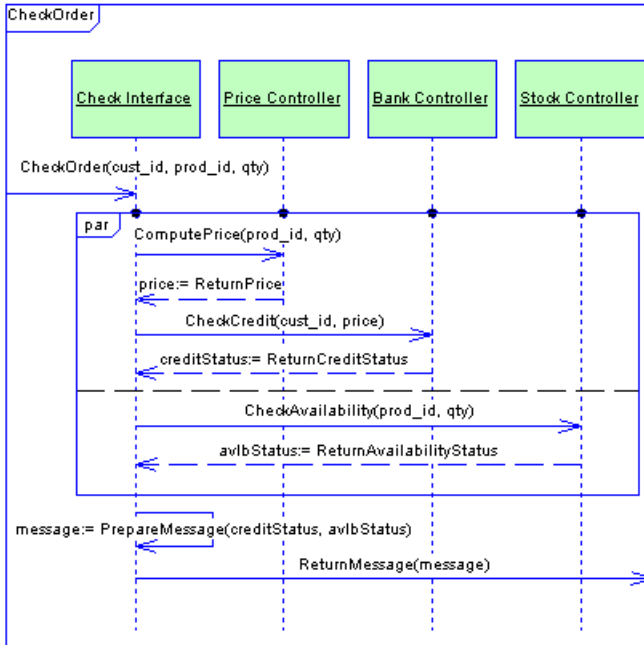 CheckOrder
Check Interface
Price Controller
Bank Controller
Stock Controller
CheckOrder(cust_id, prod_id, qty)
par
ComputePrice(prod_id, qty)
price:= ReturnPrice
CheckCredit(cust_id, price)
creditStatus:= ReturnCreditStatus
CheckAvailability(prod_id, qty)
avlbStatus:= ReturnAvailabilityStatus
message:= PrepareMessage(creditStatus, avlbStatus)
ReturnMessage(message)